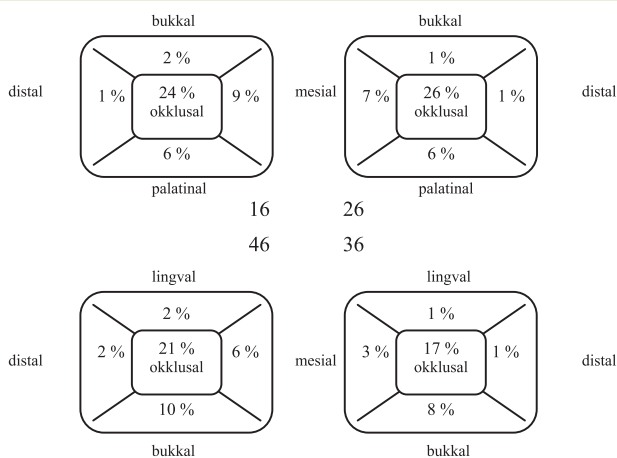 bukkal bukkal
2 % 1 %
distal 1 % 24 % 9 % mesial 7 % 26 % 1 % distal
okklusal okklusal
6 % 6 %
palatinal palatinal
16 26
46 36
lingval lingval
2 % 1 %
distal 2 % 21 % 6 % mesial 3 % 17 % 1 % distal
okklusal okklusal
10 % 8 %
bukkal bukkal